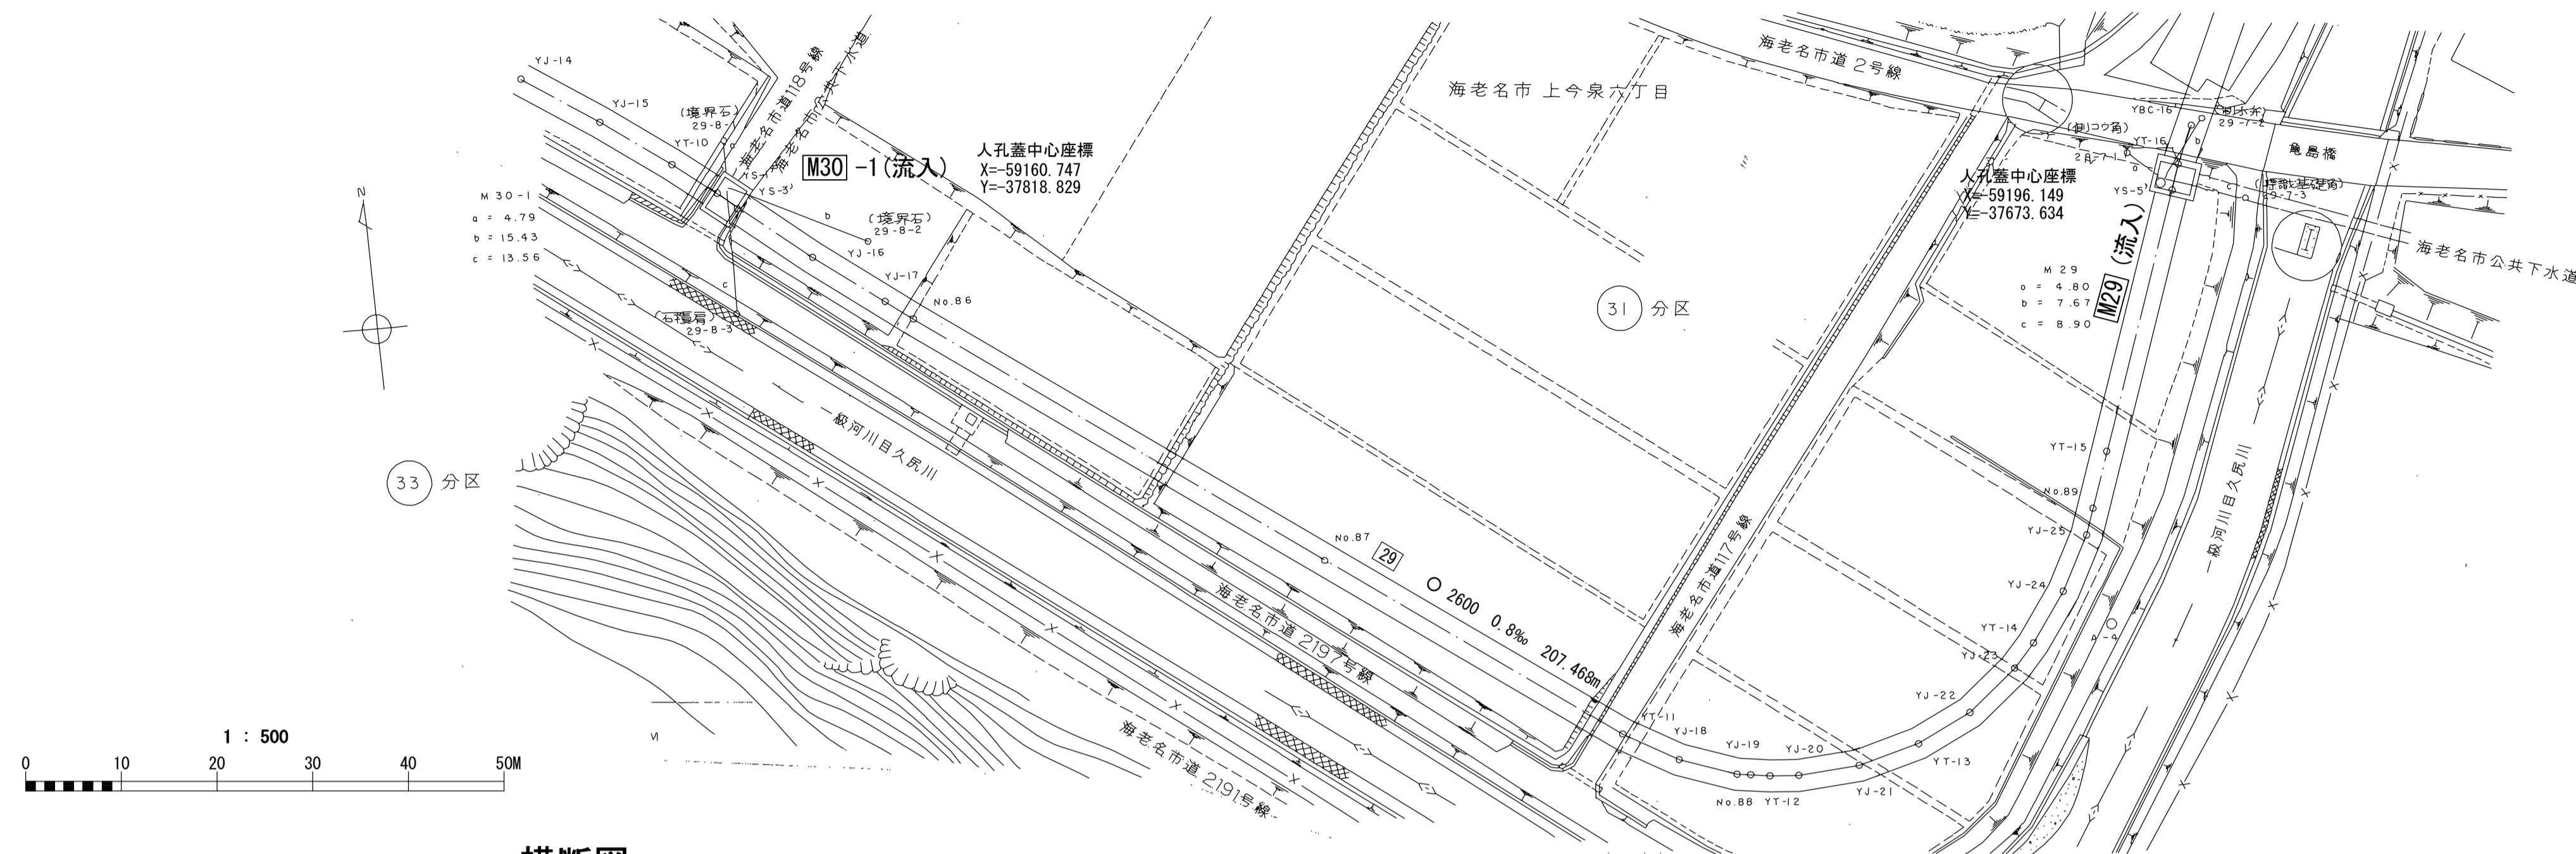 YJ-14
YJ-15
(境界石)
29-8-1
YT-10
海老名市道118号線
海老名市公共下水道
M30 -1(流入)
人孔蓋中心座標
X=-59160.747
Y=-37818.829
YS-3'
b
(境界石)
29-8-2
YJ-16
YJ-17
No.86
M 30-1
a = 4.79
b = 15.43
c = 13.56
N
c
29-8-3
一級河川目久尻川
33 分区
海老名市 上今泉六丁目
海老名市道 2号線
31 分区
YBC-16
(制水弁)
29-7-2
YT-16
b
a
c
YS-5'
亀島橋
29-7-3
人孔蓋中心座標
X=-59196.149
Y=-37673.634
M29 (流入)
M 29
a = 4.80
b = 7.67
c = 8.90
海老名市公共下水道
YT-15
No.89
YJ-25
YJ-24
YT-14
YJ-23
A-4
一級河川目久尻川
No.87
29
2600 0.8‰ 207.468m
海老名市道 2197号線
海老名市道117号線
海老名市道 2191号線
YT-11
YJ-18
YJ-19
YJ-20
YJ-22
YT-13
YJ-21
No.88
YT-12
1 : 500
0 10 20 30 40 50M
横断図